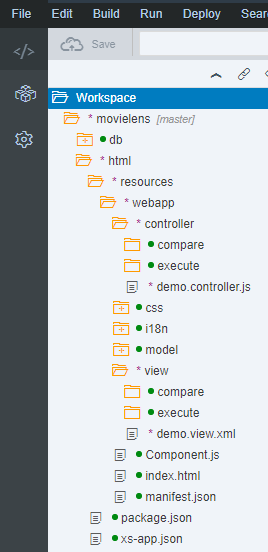 File Edit Build Run Deploy Sear
Save
Workspace
* movielens [master]
db
* html
* resources
* webapp
* controller
compare
execute
* demo.controller.js
css
i18n
model
* view
compare
execute
* demo.view.xml
Component.js
index.html
manifest.json
* package.json
* xs-app.json